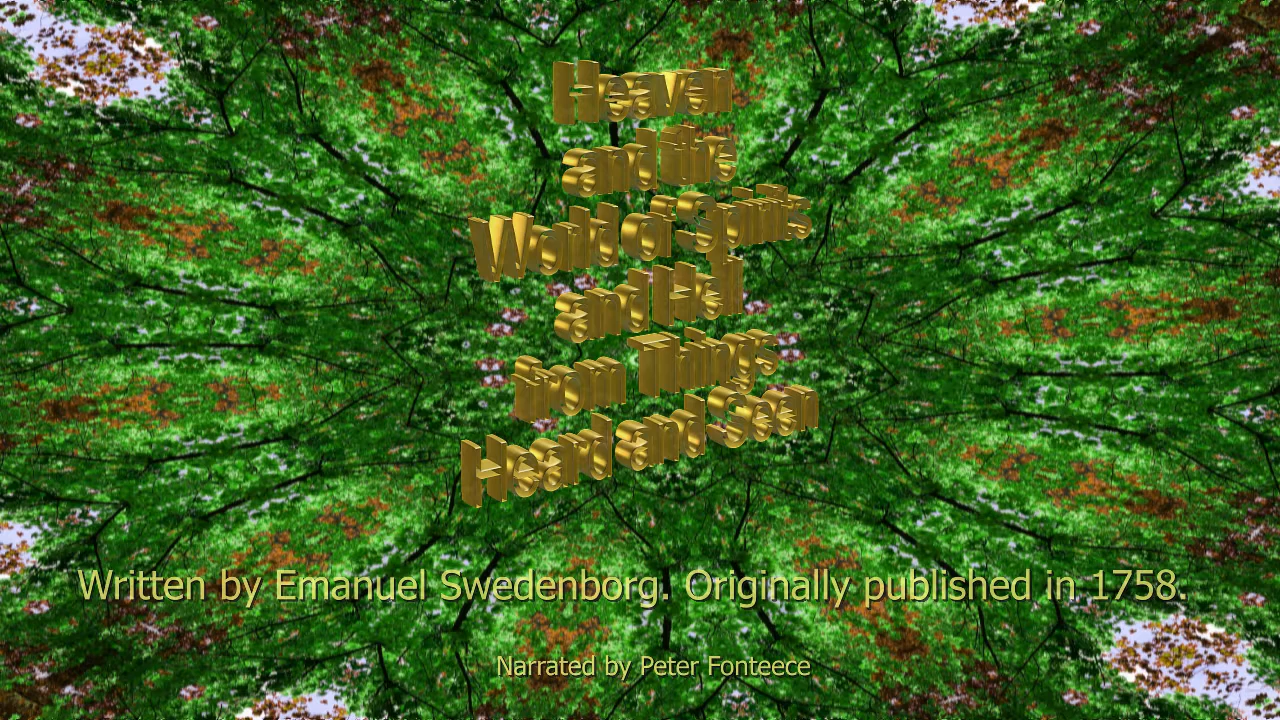 Heaven
and the
World of Spirits
and Hell
from Things
Heard and Seen
Written by Emanuel Swedenborg. Originally published in 1758.
Narrated by Peter Fonteece